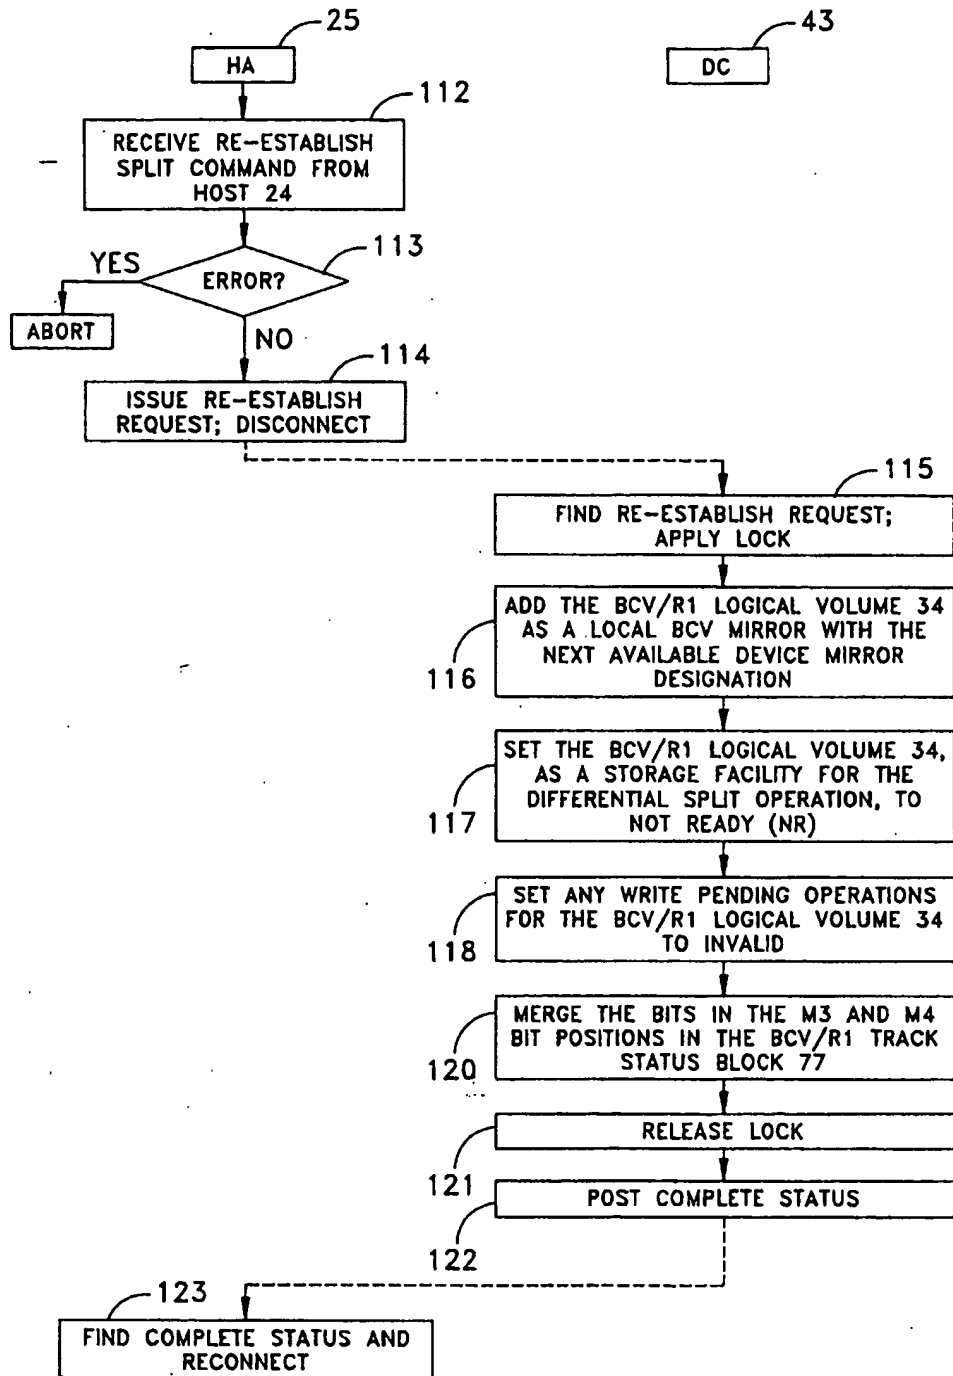 25
43
HA
DC
112
RECEIVE RE-ESTABLISH
SPLIT COMMAND FROM
HOST 24
113
YES
ERROR?
ABORT
NO
114
ISSUE RE-ESTABLISH
REQUEST; DISCONNECT
115
FIND RE-ESTABLISH REQUEST;
APPLY LOCK
ADD THE BCV/R1 LOGICAL VOLUME 34
AS A LOCAL BCV MIRROR WITH THE
NEXT AVAILABLE DEVICE MIRROR
DESIGNATION
116
SET THE BCV/R1 LOGICAL VOLUME 34,
AS A STORAGE FACILITY FOR THE
DIFFERENTIAL SPLIT OPERATION, TO
NOT READY (NR)
117
SET ANY WRITE PENDING OPERATIONS
FOR THE BCV/R1 LOGICAL VOLUME 34
TO INVALID
118
MERGE THE BITS IN THE M3 AND M4
BIT POSITIONS IN THE BCV/R1 TRACK
STATUS BLOCK 77
120
RELEASE LOCK
121
POST COMPLETE STATUS
122
123
FIND COMPLETE STATUS AND
RECONNECT